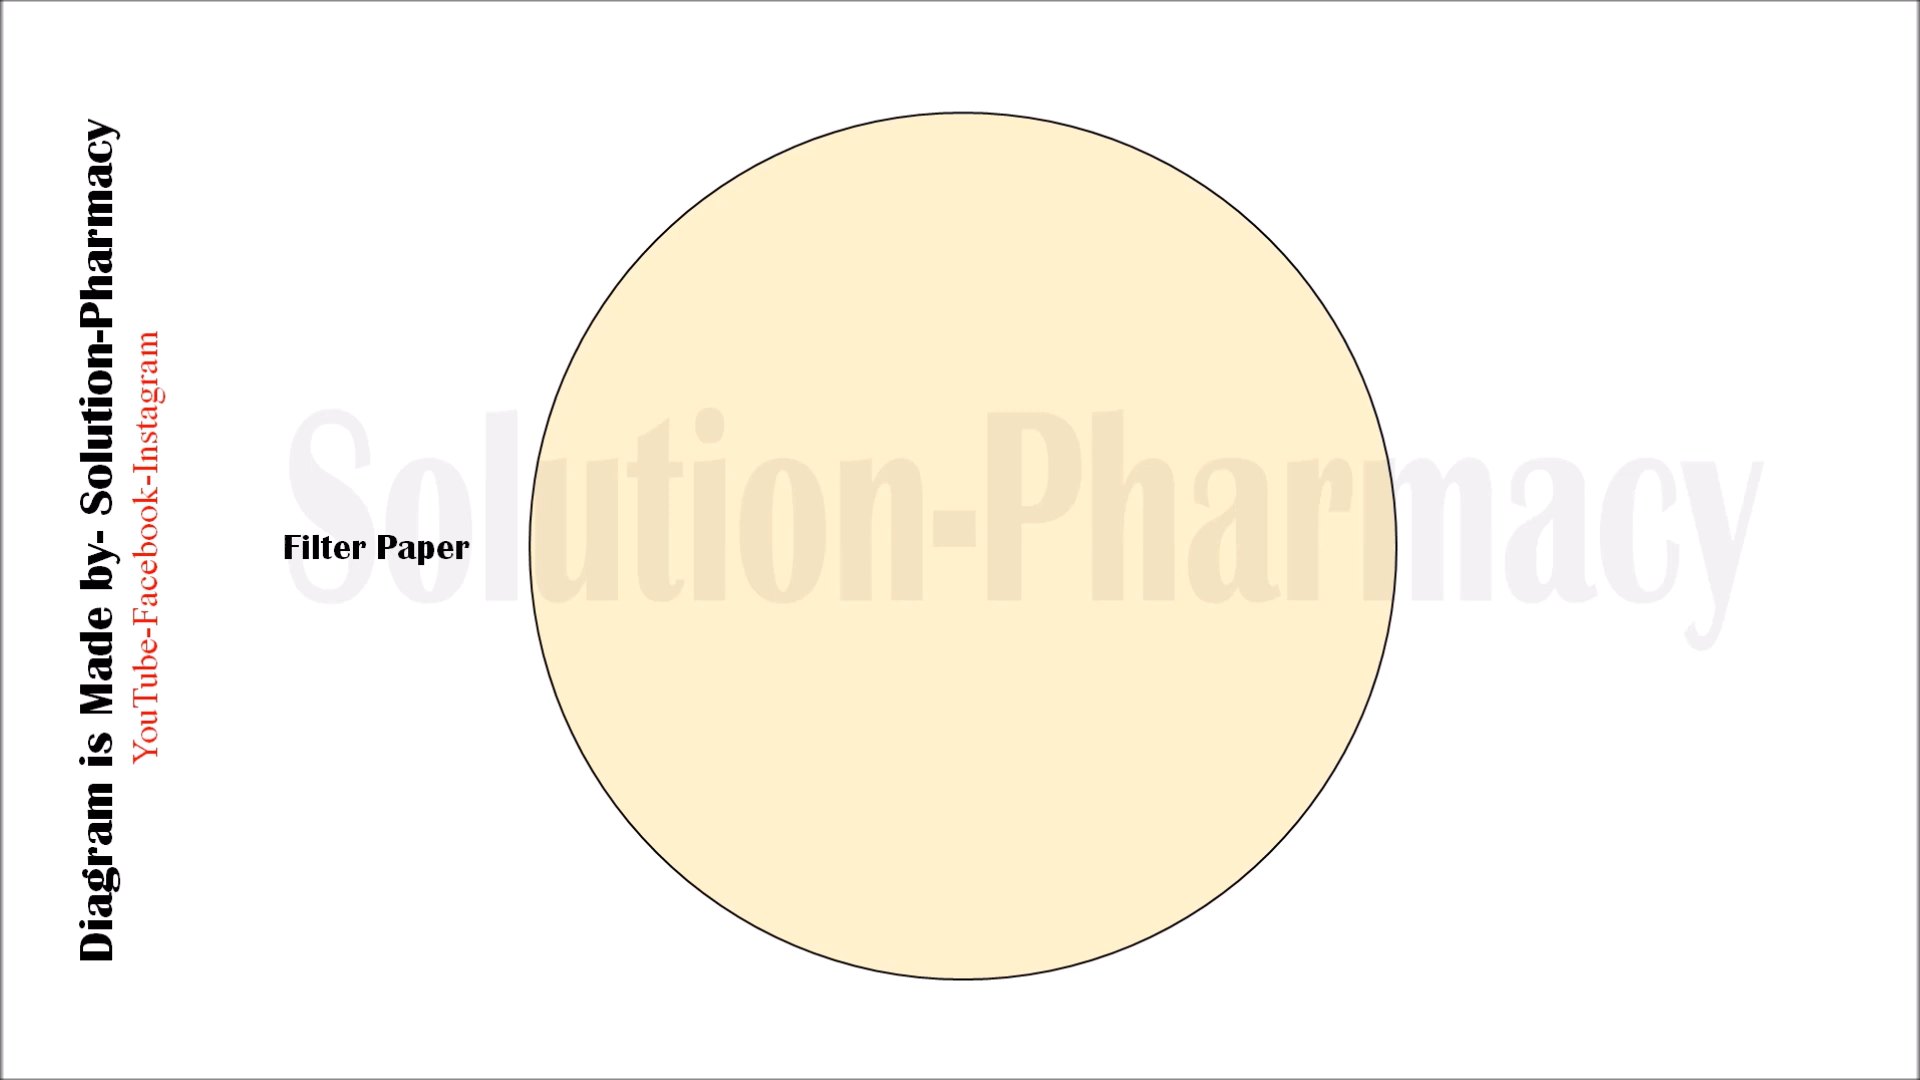 Diagram is Made by- Solution-Pharmacy
YouTube-Facebook-Instagram
Filter Paper
Solution-Pharmacy